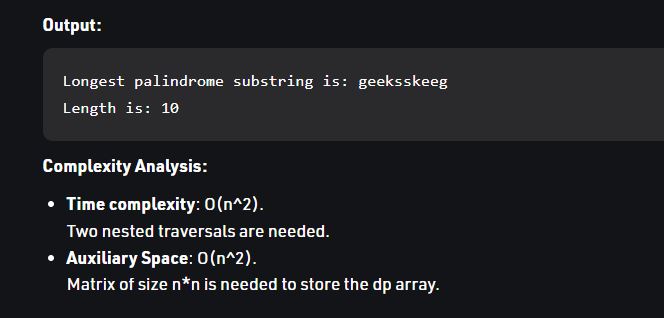 Output:
Longest palindrome substring is: geeksskeeg
Length is: 10
Complexity Analysis:
• Time complexity: O(n^2).
Two nested traversals are needed.
• Auxiliary Space: O(n^2).
Matrix of size n*n is needed to store the dp array.